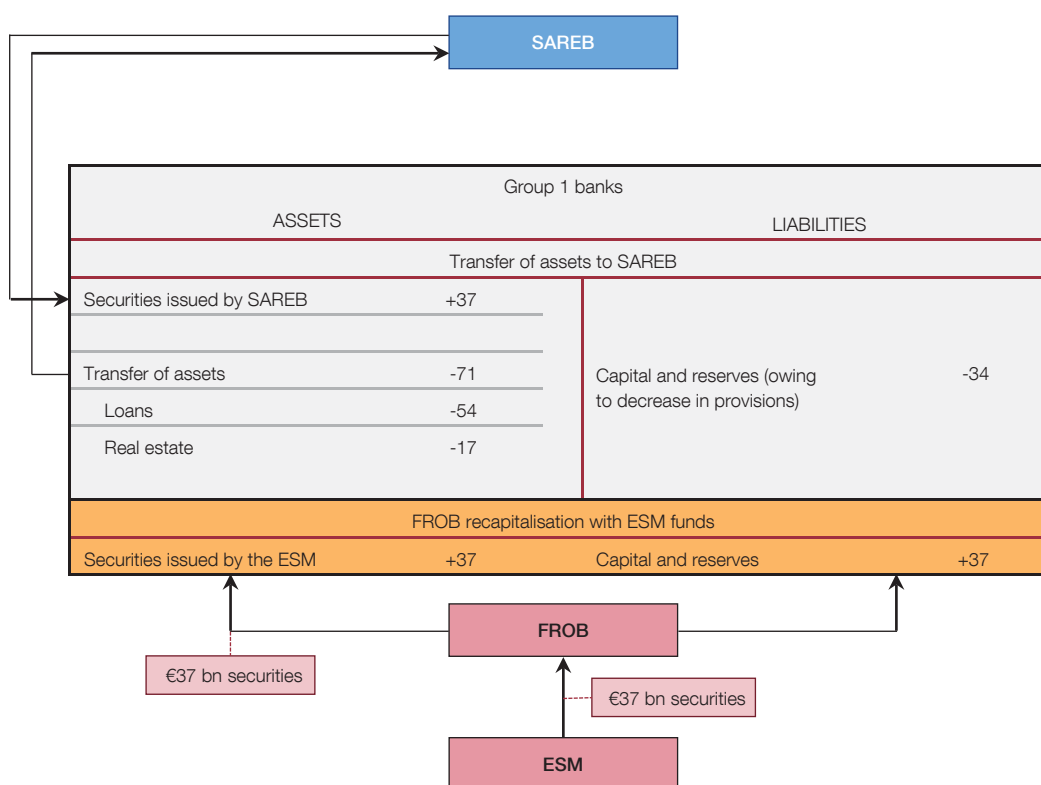 SAREB
Group 1 banks
ASSETS
LIABILITIES
Transfer of assets to SAREB
Securities issued by SAREB +37
Transfer of assets -71
Loans -54
Real estate -17
Capital and reserves (owing -34
to decrease in provisions)
FROB recapitalisation with ESM funds
Securities issued by the ESM +37 Capital and reserves +37
FROB
€37 bn securities
€37 bn securities
ESM